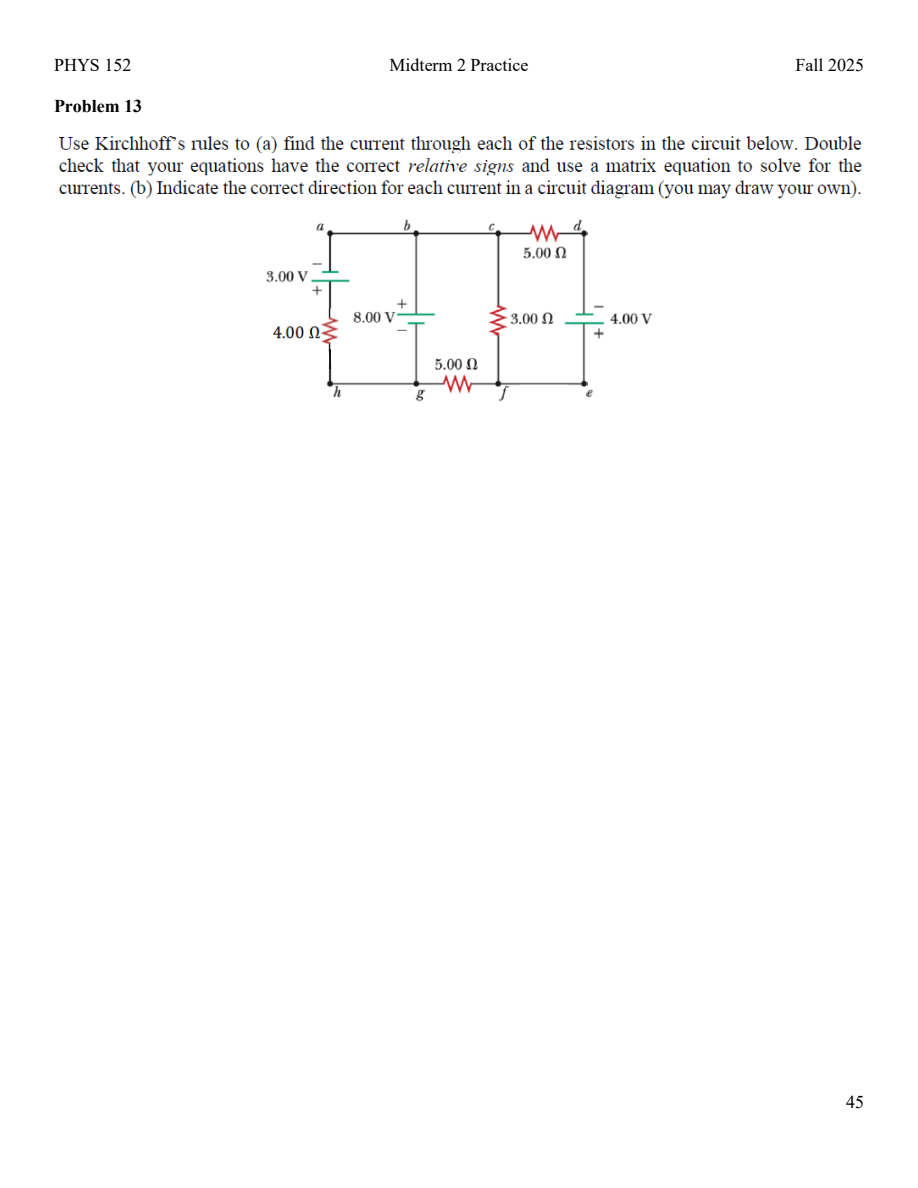 PHYS 152 Midterm 2 Practice Fall 2025
Problem 13
Use Kirchhoff's rules to (a) find the current through each of the resistors in the circuit below. Double
check that your equations have the correct relative signs and use a matrix equation to solve for the
currents. (b) Indicate the correct direction for each current in a circuit diagram (you may draw your own).
a b c d
5.00 Ω
− 
3.00 V
+
+ −
8.00 V 3.00 Ω 4.00 V
4.00 Ω − +
5.00 Ω
h g f e
45